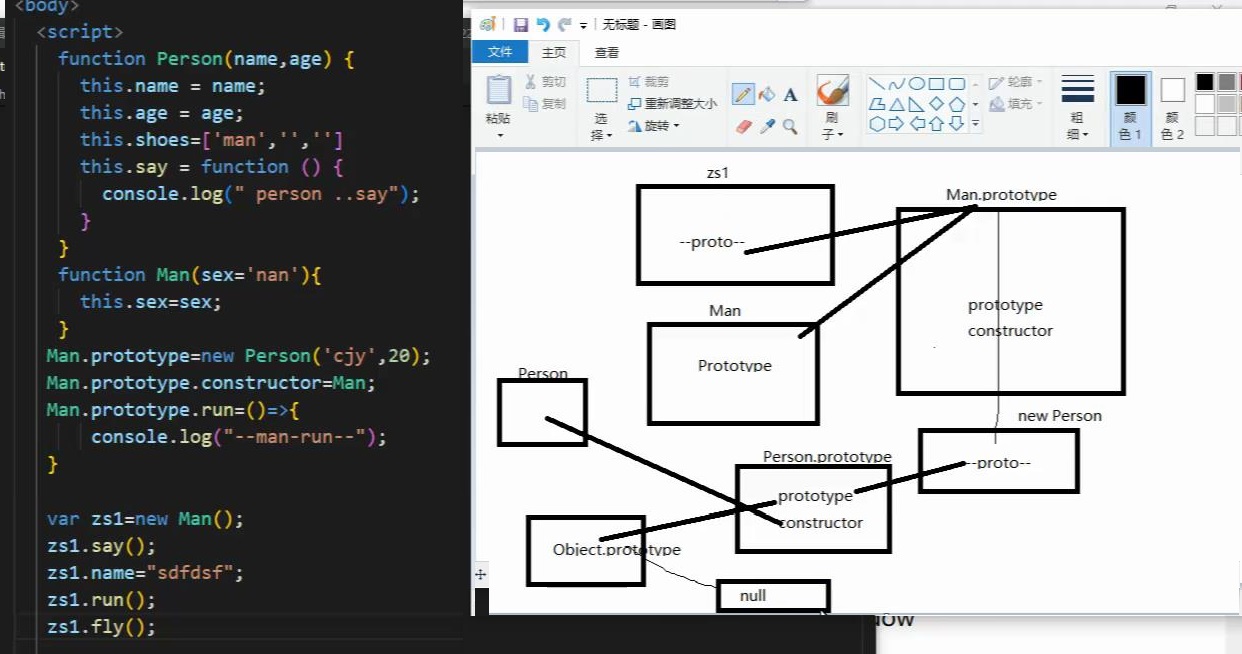 <body>
<script>
function Person(name,age) {
this.name = name;
this.age = age;
this.shoes=['man','','']
this.say = function () {
console.log(" person ..say");
}
}
function Man(sex='nan'){
this.sex=sex;
}
Man.prototype=new Person('cjy',20);
Man.prototype.constructor=Man;
Man.prototype.run=()=>{
console.log("--man-run--");
}
var zs1=new Man();
zs1.say();
zs1.name="sdfdsf";
zs1.run();
zs1.fly();
无标题 - 画图
文件 主页 查看
粘贴
剪切
复制
选择
裁剪
重新调整大小
旋转
A
刷子
轮廓
填充
粗细
颜色 1
颜色 2
zs1
--proto--
Man.prototype
prototype
constructor
Man
Prototype
Person
new Person
--proto--
Person.prototype
prototype
constructor
Object.prototype
null